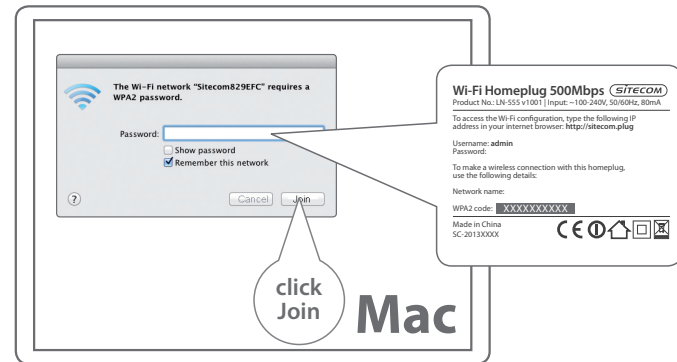 The Wi-Fi network “Sitecom829EFC” requires a
WPA2 password.
Password:
Show password
Remember this network
?
Cancel
Join
click
Join
Mac
Wi-Fi Homeplug 500Mbps SITECOM
Product No.: LN-555 v1001 | Input: ~100-240V, 50/60Hz, 80mA
To access the Wi-Fi configuration, type the following IP
address in your internet browser: http://sitecom.plug
Username: admin
Password:
To make a wireless connection with this homeplug,
use the following details:
Network name:
WPA2 code: XXXXXXXXXX
Made in China
SC-2013XXXX
CE